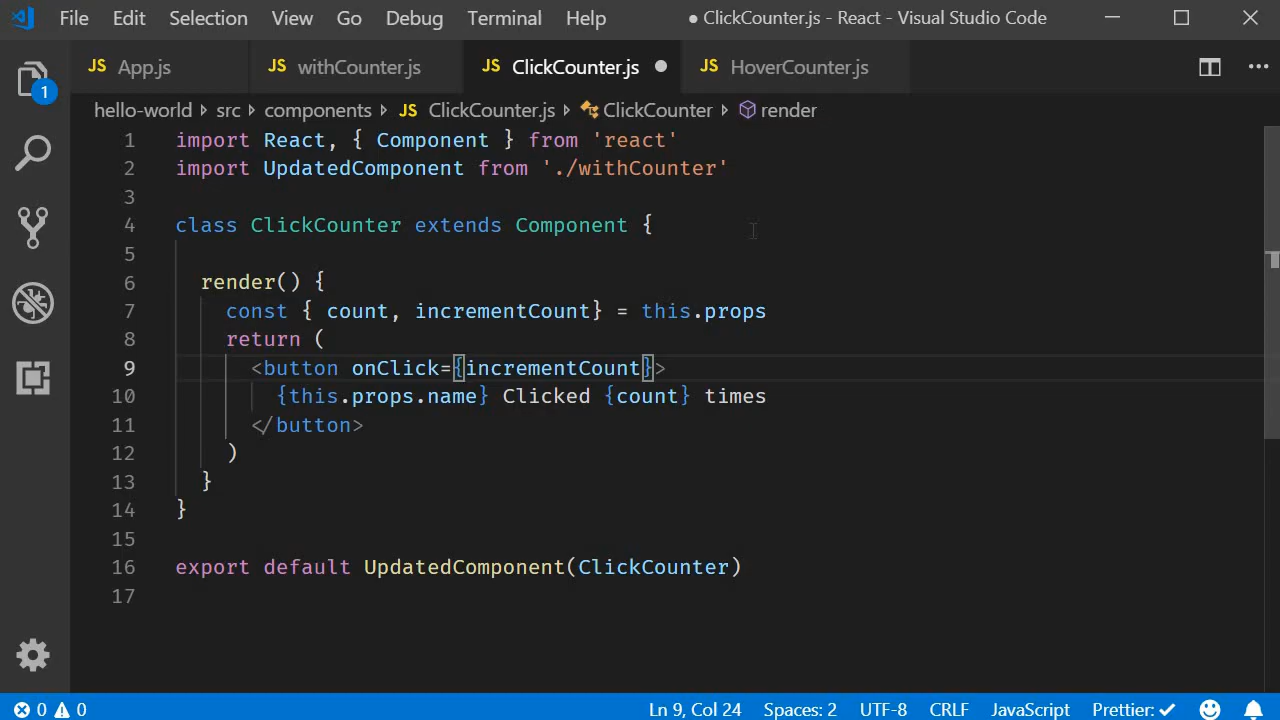 File Edit Selection View Go Debug Terminal Help ● ClickCounter.js - React - Visual Studio Code
JS App.js JS withCounter.js JS ClickCounter.js ● JS HoverCounter.js
1
hello-world › src › components › JS ClickCounter.js › ClickCounter › render
1 import React, { Component } from 'react'
2 import UpdatedComponent from './withCounter'
3
4 class ClickCounter extends Component {
5
6 render() {
7 const { count, incrementCount} = this.props
8 return (
9 <button onClick={incrementCount}>
10 {this.props.name} Clicked {count} times
11 </button>
12 )
13 }
14 }
15
16 export default UpdatedComponent(ClickCounter)
17
0 0 Ln 9, Col 24 Spaces: 2 UTF-8 CRLF JavaScript Prettier: ✓